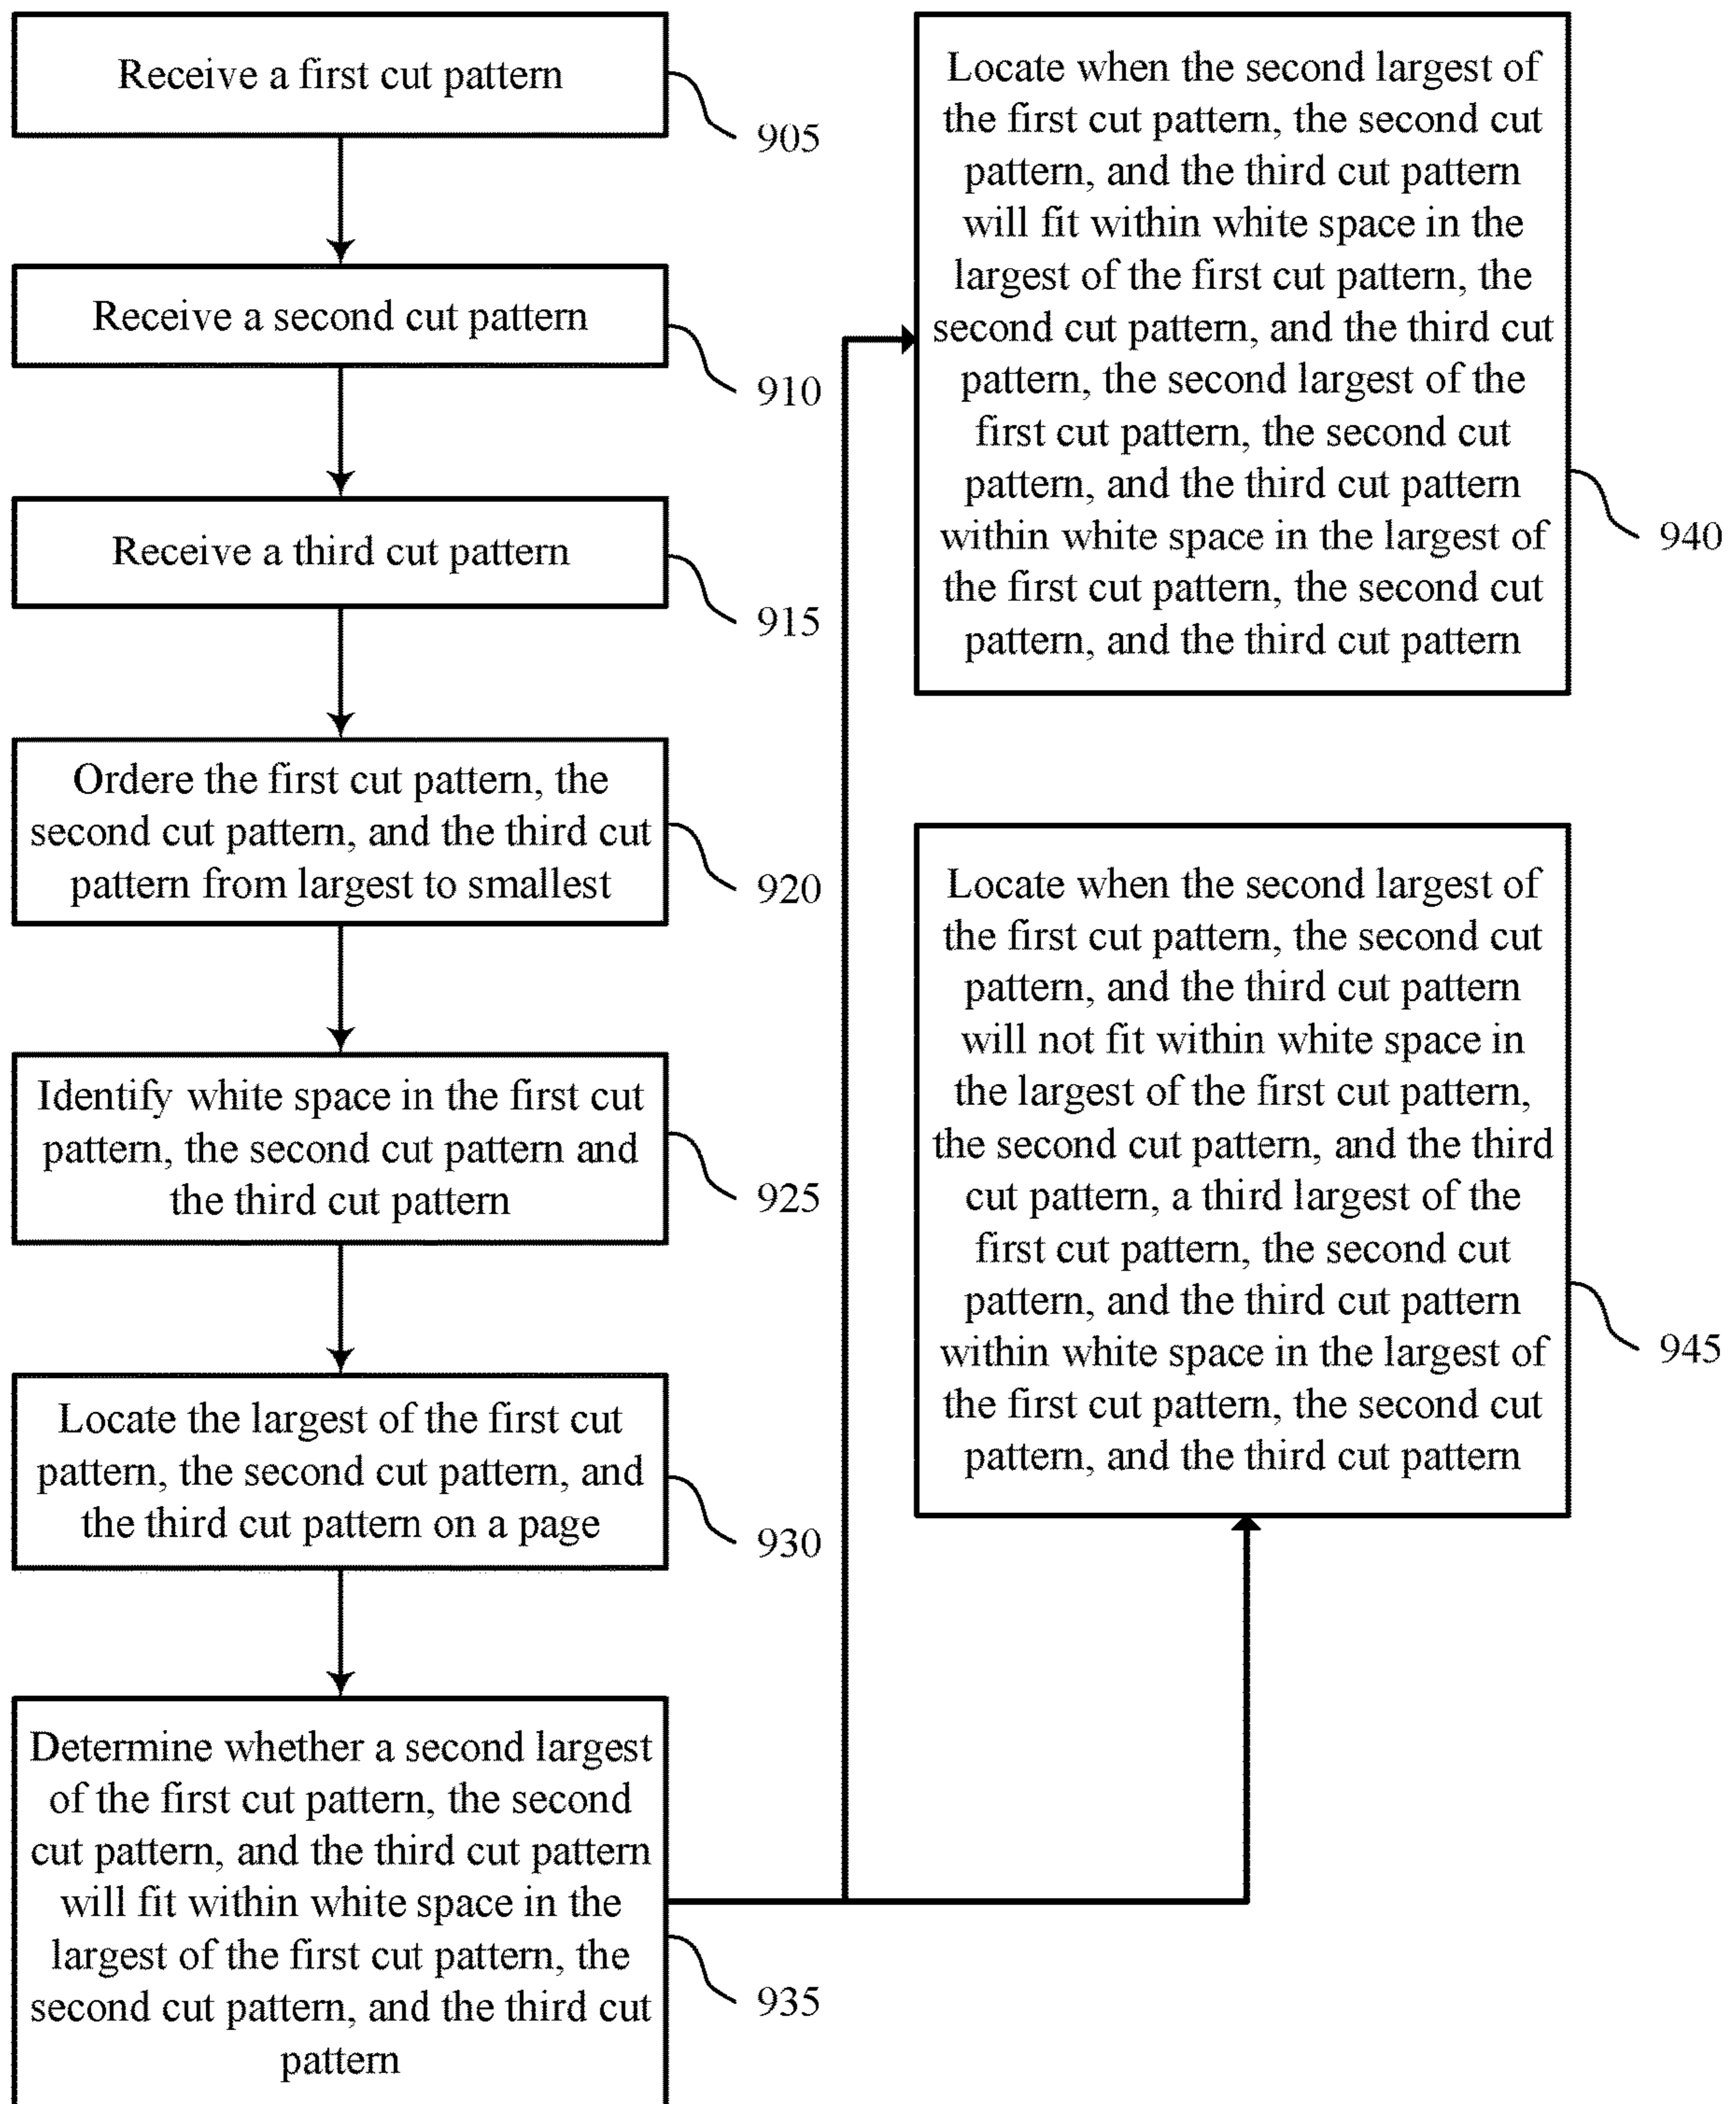 Receive a first cut pattern
905
Receive a second cut pattern
910
Receive a third cut pattern
915
Ordere the first cut pattern, the
second cut pattern, and the third cut
pattern from largest to smallest
920
Identify white space in the first cut
pattern, the second cut pattern and
the third cut pattern
925
Locate the largest of the first cut
pattern, the second cut pattern, and
the third cut pattern on a page
930
Determine whether a second largest
of the first cut pattern, the second
cut pattern, and the third cut pattern
will fit within white space in the
largest of the first cut pattern, the
second cut pattern, and the third cut
pattern
935
Locate when the second largest of
the first cut pattern, the second cut
pattern, and the third cut pattern
will fit within white space in the
largest of the first cut pattern, the
second cut pattern, and the third cut
pattern, the second largest of the
first cut pattern, the second cut
pattern, and the third cut pattern
within white space in the largest of
the first cut pattern, the second cut
pattern, and the third cut pattern
940
Locate when the second largest of
the first cut pattern, the second cut
pattern, and the third cut pattern
will not fit within white space in
the largest of the first cut pattern,
the second cut pattern, and the third
cut pattern, a third largest of the
first cut pattern, the second cut
pattern, and the third cut pattern
within white space in the largest of
the first cut pattern, the second cut
pattern, and the third cut pattern
945